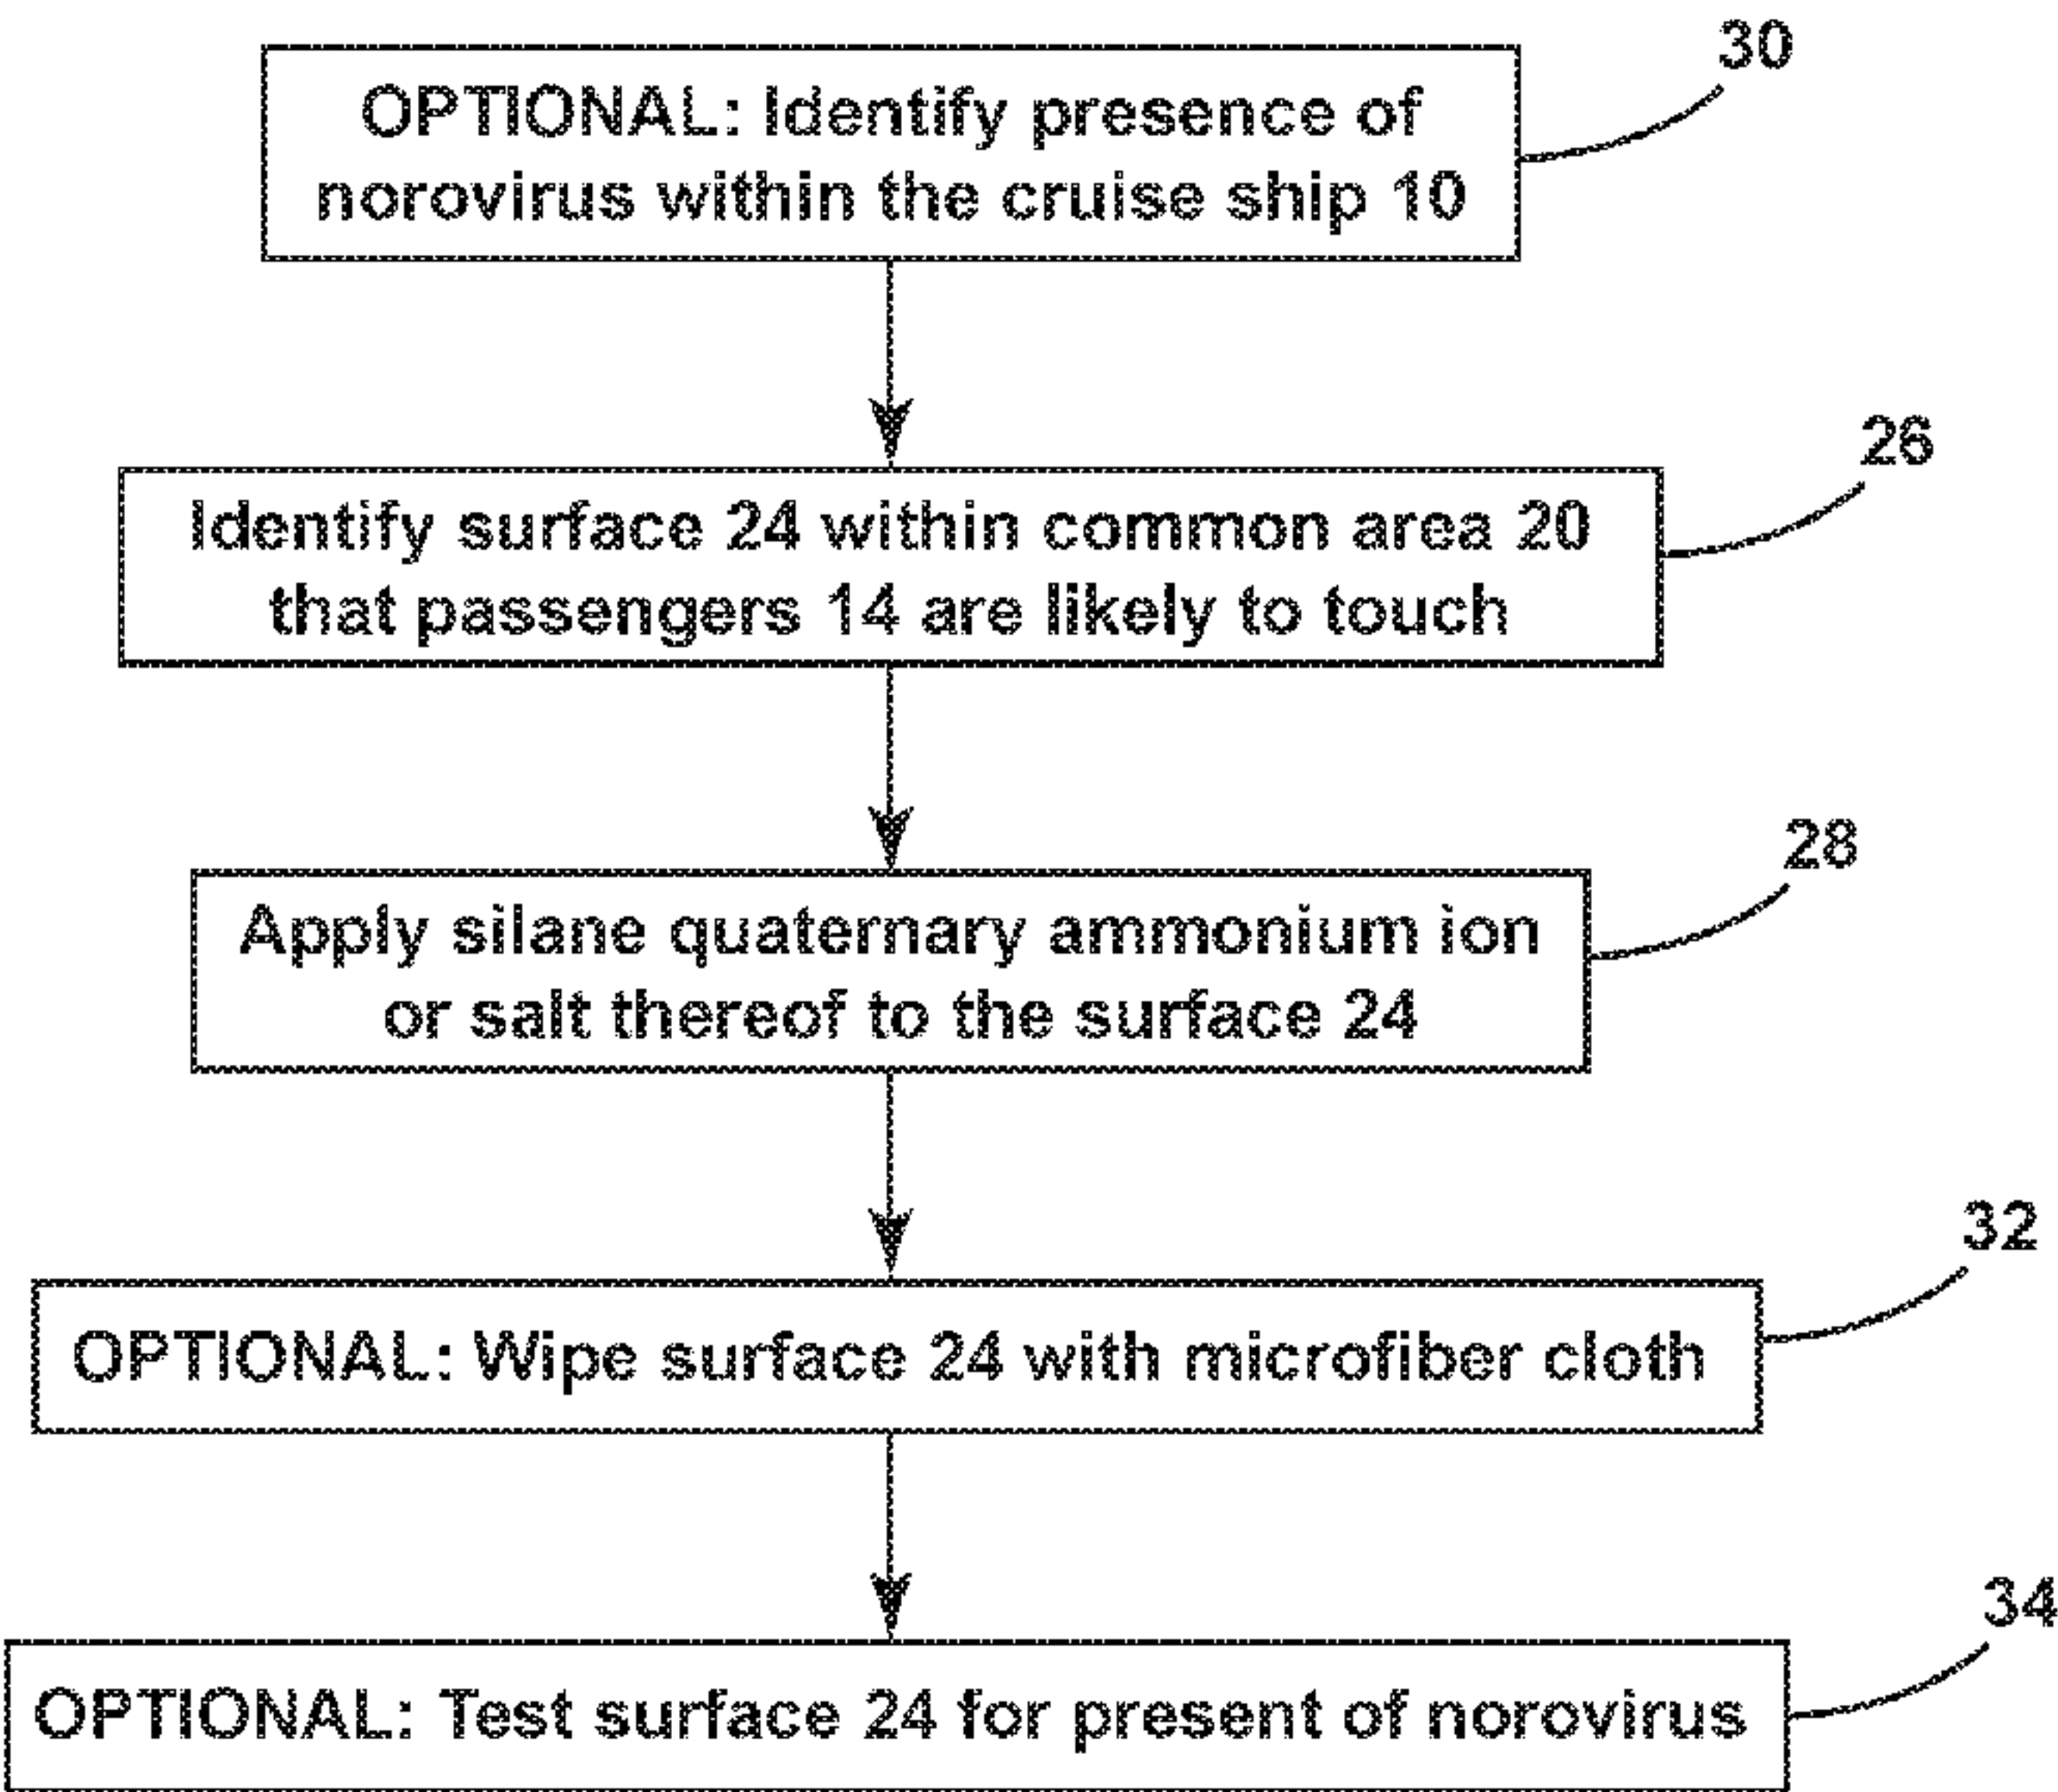 30
OPTIONAL: Identify presence of
norovirus within the cruise ship 10
26
Identify surface 24 within common area 20
that passengers 14 are likely to touch
28
Apply silane quaternary ammonium ion
or salt thereof to the surface 24
32
OPTIONAL: Wipe surface 24 with microfiber cloth
34
OPTIONAL: Test surface 24 for present of norovirus